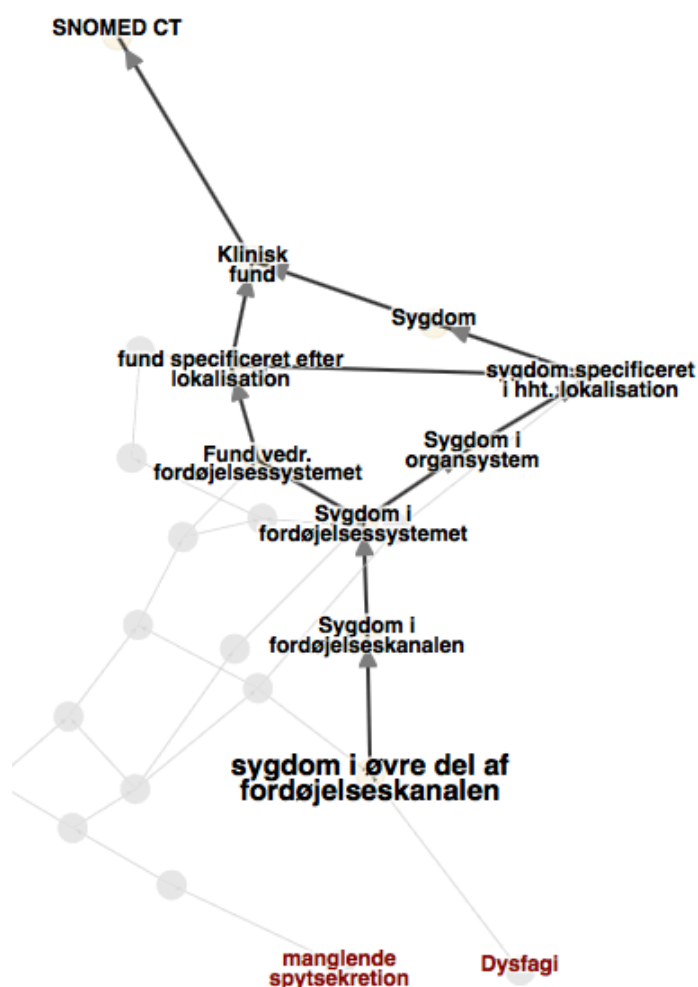 SNOMED CT
Klinisk
fund
Sygdom
fund specificeret efter
lokalisation
sygdom specificeret
i hht. lokalisation
Sygdom i
organsystem
Fund vedr.
fordøjelsessystemet
Sygdom i
fordøjelsessystemet
Sygdom i
fordøjelseskanalen
sygdom i øvre del af
fordøjelseskanalen
manglende
spytsekretion
Dysfagi